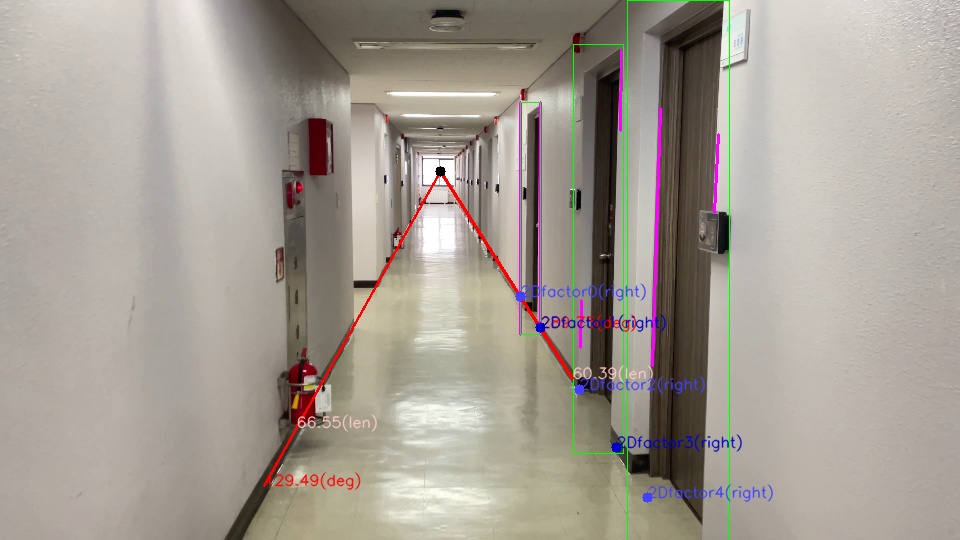 2Dfactor0(right)
2Dfactor1(right)
60.39(len)
2Dfactor2(right)
66.55(len)
2Dfactor3(right)
29.49(deg)
2Dfactor4(right)